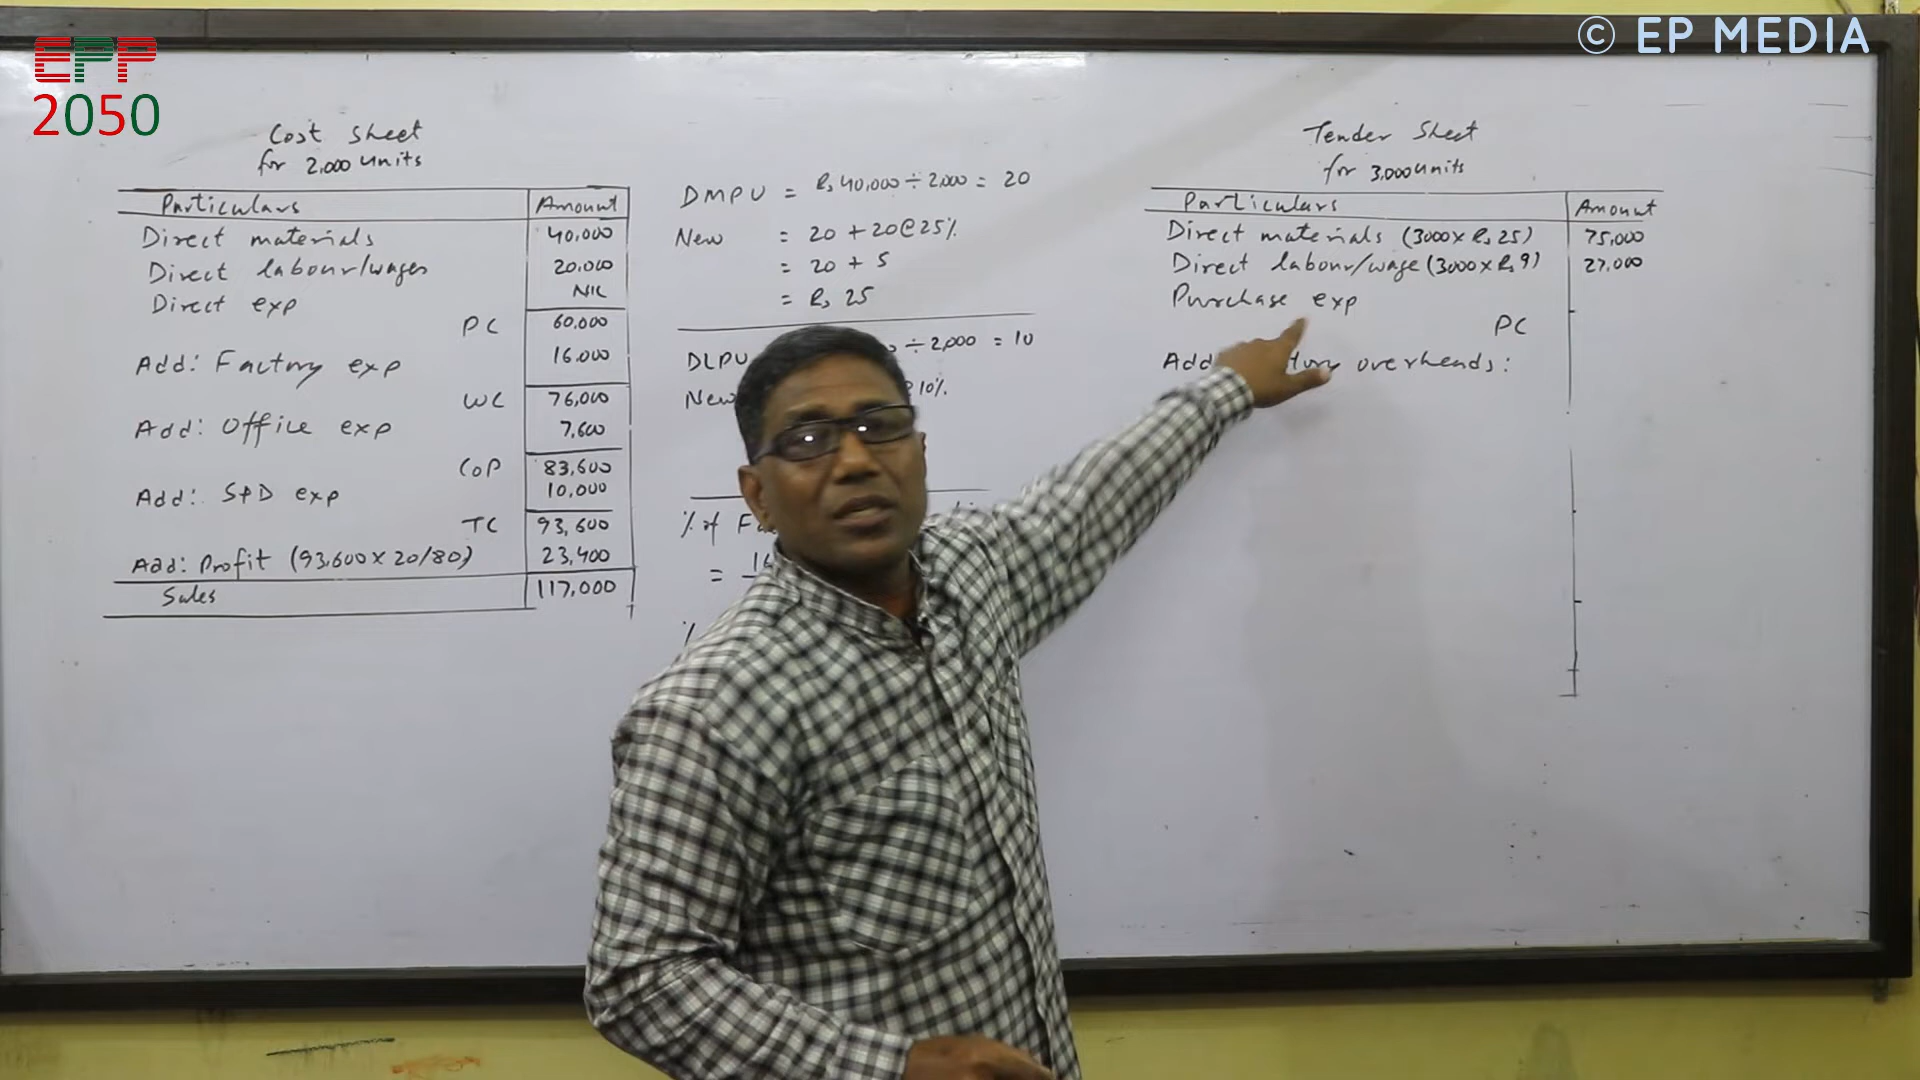 EPP
2050
© EP MEDIA
Cost Sheet
for 2,000 units
Particulars Amount
Direct materials 40,000
Direct labour/wages 20,000
Direct exp NIL
PC 60,000
Add: Factory exp 16,000
WC 76,000
Add: Office exp 7,600
CoP 83,600
Add: S&D exp 10,000
TC 93,600
Add: Profit (93,600 x 20/80) 23,400
Sales 117,000
DMPU = Rs 40,000 ÷ 2,000 = 20
New = 20 + 20@25%
= 20 + 5
= Rs 25
DLPU ÷ 2,000 = 10
New 10%
% of
=
%
Tender Sheet
for 3,000 units
Particulars Amount
Direct materials (3000 x Rs 25) 75,000
Direct labour/wage (3000 x Rs 9) 27,000
Purchase exp
PC
Add overheads: